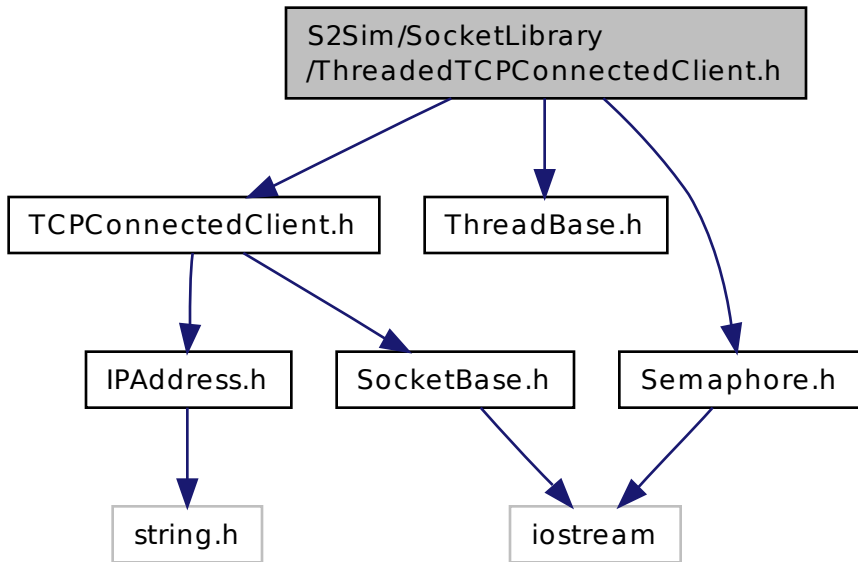 S2Sim/SocketLibrary
/ThreadedTCPConnectedClient.h
TCPConnectedClient.h
ThreadBase.h
IPAddress.h
SocketBase.h
Semaphore.h
string.h
iostream